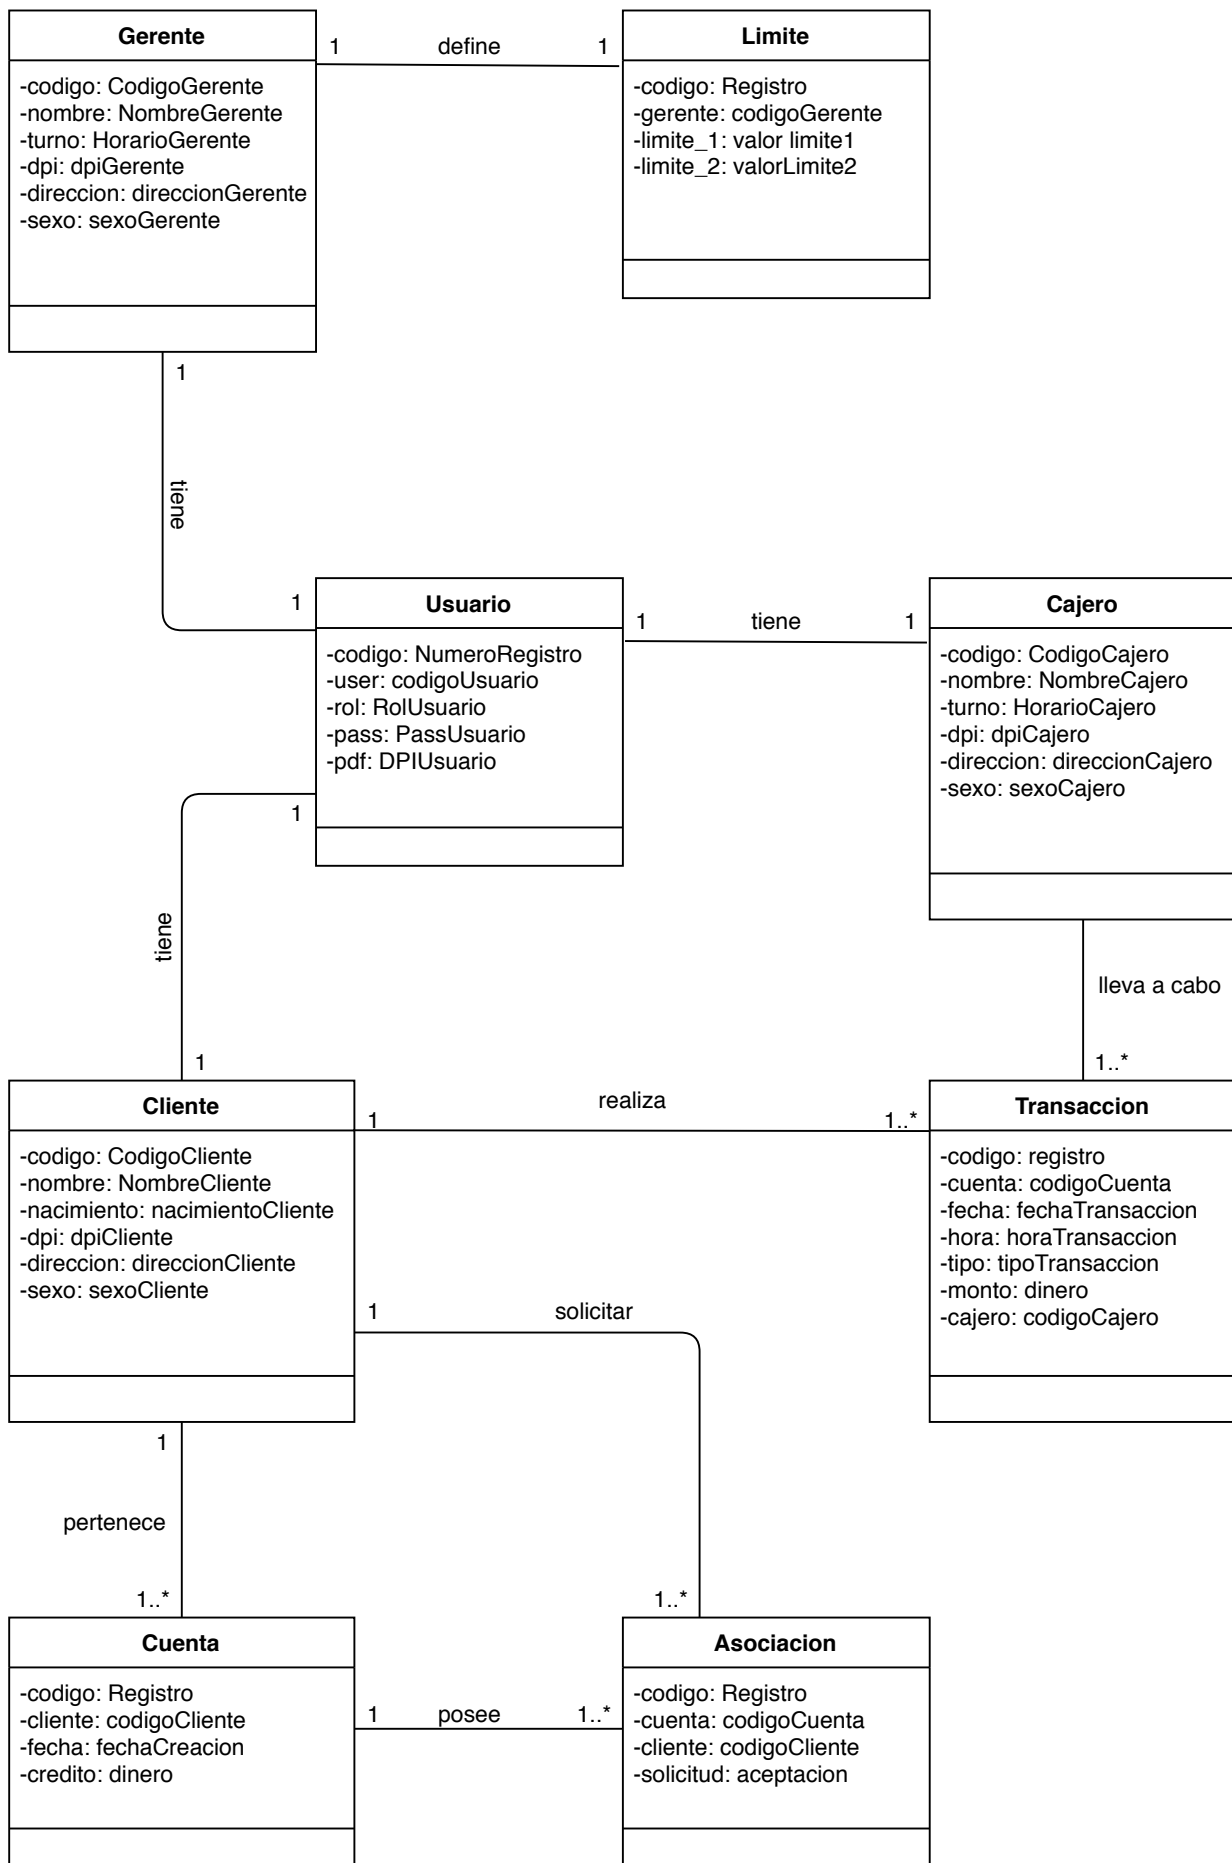 Gerente
-codigo: CodigoGerente
-nombre: NombreGerente
-turno: HorarioGerente
-dpi: dpiGerente
-direccion: direccionGerente
-sexo: sexoGerente
1
define
1
Limite
-codigo: Registro
-gerente: codigoGerente
-limite_1: valor limite1
-limite_2: valorLimite2
1
tiene
1
Usuario
-codigo: NumeroRegistro
-user: codigoUsuario
-rol: RolUsuario
-pass: PassUsuario
-pdf: DPIUsuario
1
tiene
1
Cajero
-codigo: CodigoCajero
-nombre: NombreCajero
-turno: HorarioCajero
-dpi: dpiCajero
-direccion: direccionCajero
-sexo: sexoCajero
1
tiene
1
lleva a cabo
1..*
Cliente
-codigo: CodigoCliente
-nombre: NombreCliente
-nacimiento: nacimientoCliente
-dpi: dpiCliente
-direccion: direccionCliente
-sexo: sexoCliente
1
realiza
1..*
Transaccion
-codigo: registro
-cuenta: codigoCuenta
-fecha: fechaTransaccion
-hora: horaTransaccion
-tipo: tipoTransaccion
-monto: dinero
-cajero: codigoCajero
1
solicitar
1..*
1
pertenece
1..*
Cuenta
-codigo: Registro
-cliente: codigoCliente
-fecha: fechaCreacion
-credito: dinero
1
posee
1..*
Asociacion
-codigo: Registro
-cuenta: codigoCuenta
-cliente: codigoCliente
-solicitud: aceptacion